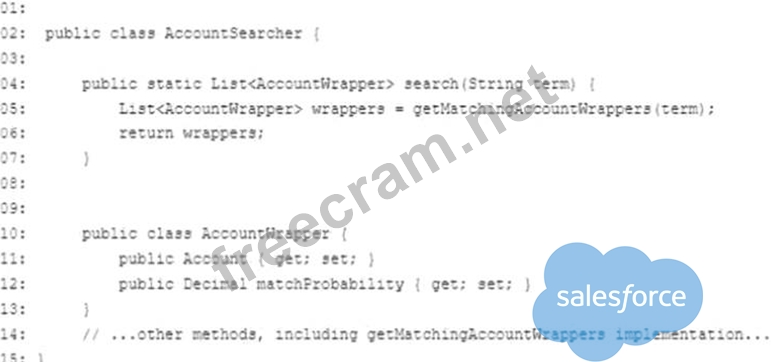 01:
02: public class AccountSearcher {
03:
04: public static List<AccountWrapper> search(String term) {
05: List<AccountWrapper> wrappers = getMatchingAccountWrappers(term);
06: return wrappers;
07: }
08:
09:
10: public class AccountWrapper {
11: public Account { get; set; }
12: public Decimal matchProbability { get; set; }
13: }
14: // ...other methods, including getMatchingAccountWrappers implementation...
15: }
freecram.net
salesforce